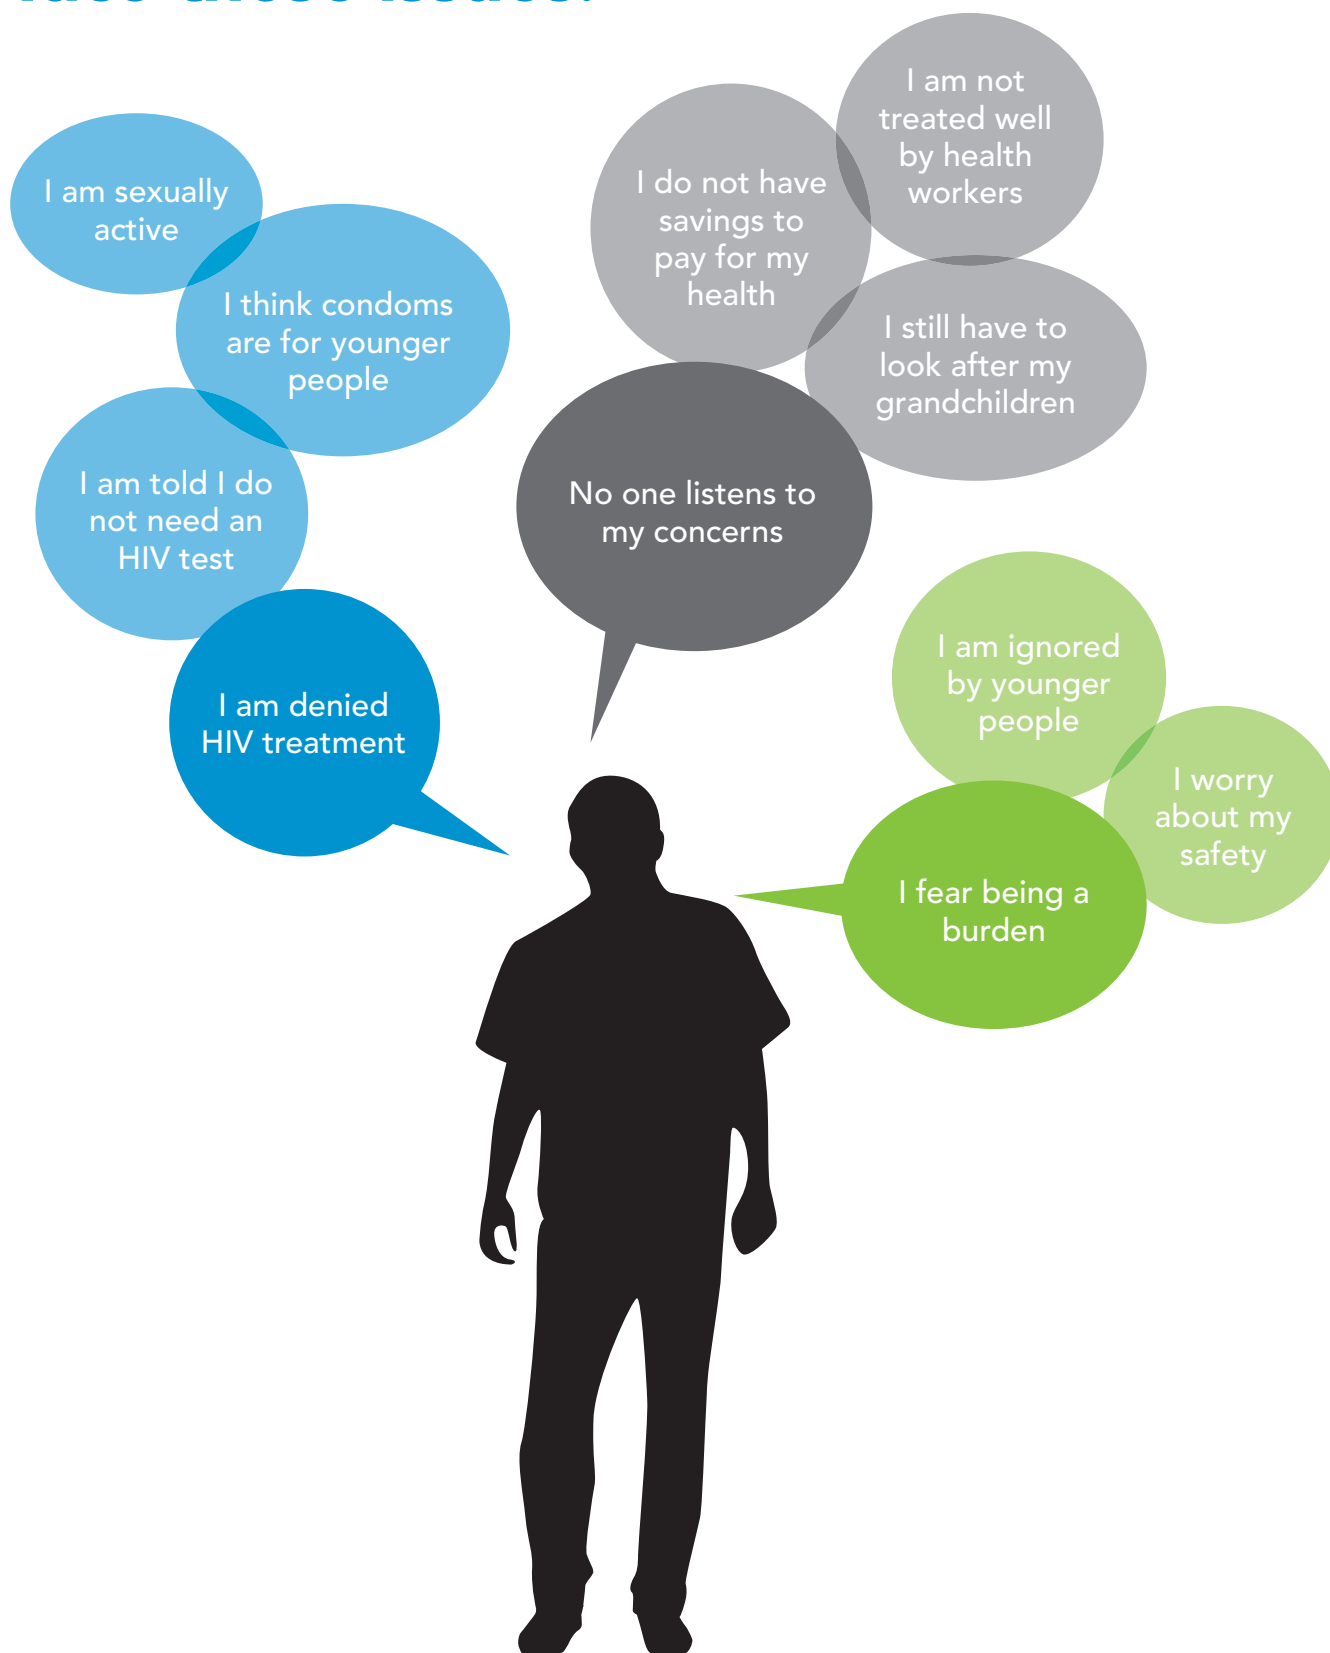 I am sexually
active
I think condoms
are for younger
people
I am told I do
not need an
HIV test
I am denied
HIV treatment
I am not
treated well
by health
workers
I do not have
savings to
pay for my
health
I still have to
look after my
grandchildren
No one listens to
my concerns
I am ignored
by younger
people
I worry
about my
safety
I fear being a
burden